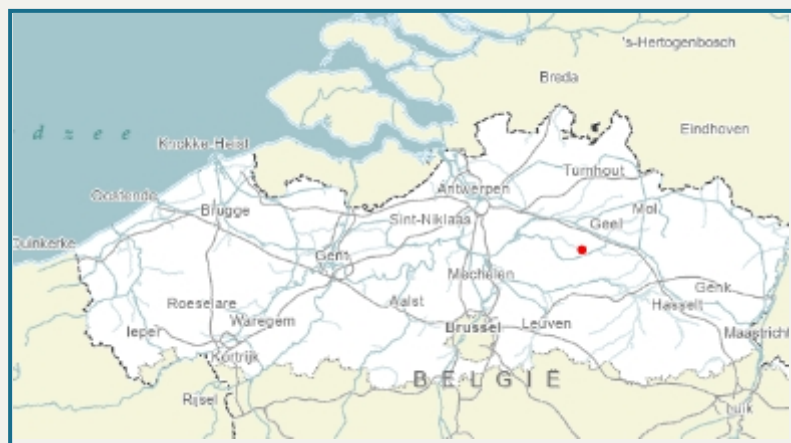 's-Hertogenbosch
Breda
dzee
Eindhoven
Knokke-Heist
Turnhout
Antwerpen
Oostende
Mol
Brugge
Sint-Niklaas
Geel
Duinkerke
Gent
Mechelen
Genk
Roeselare
Aalst
Hasselt
Ieper
Waregem
Brussel
Leuven
Maastricht
Kortrijk
BELGIË
Rijsel
Luik